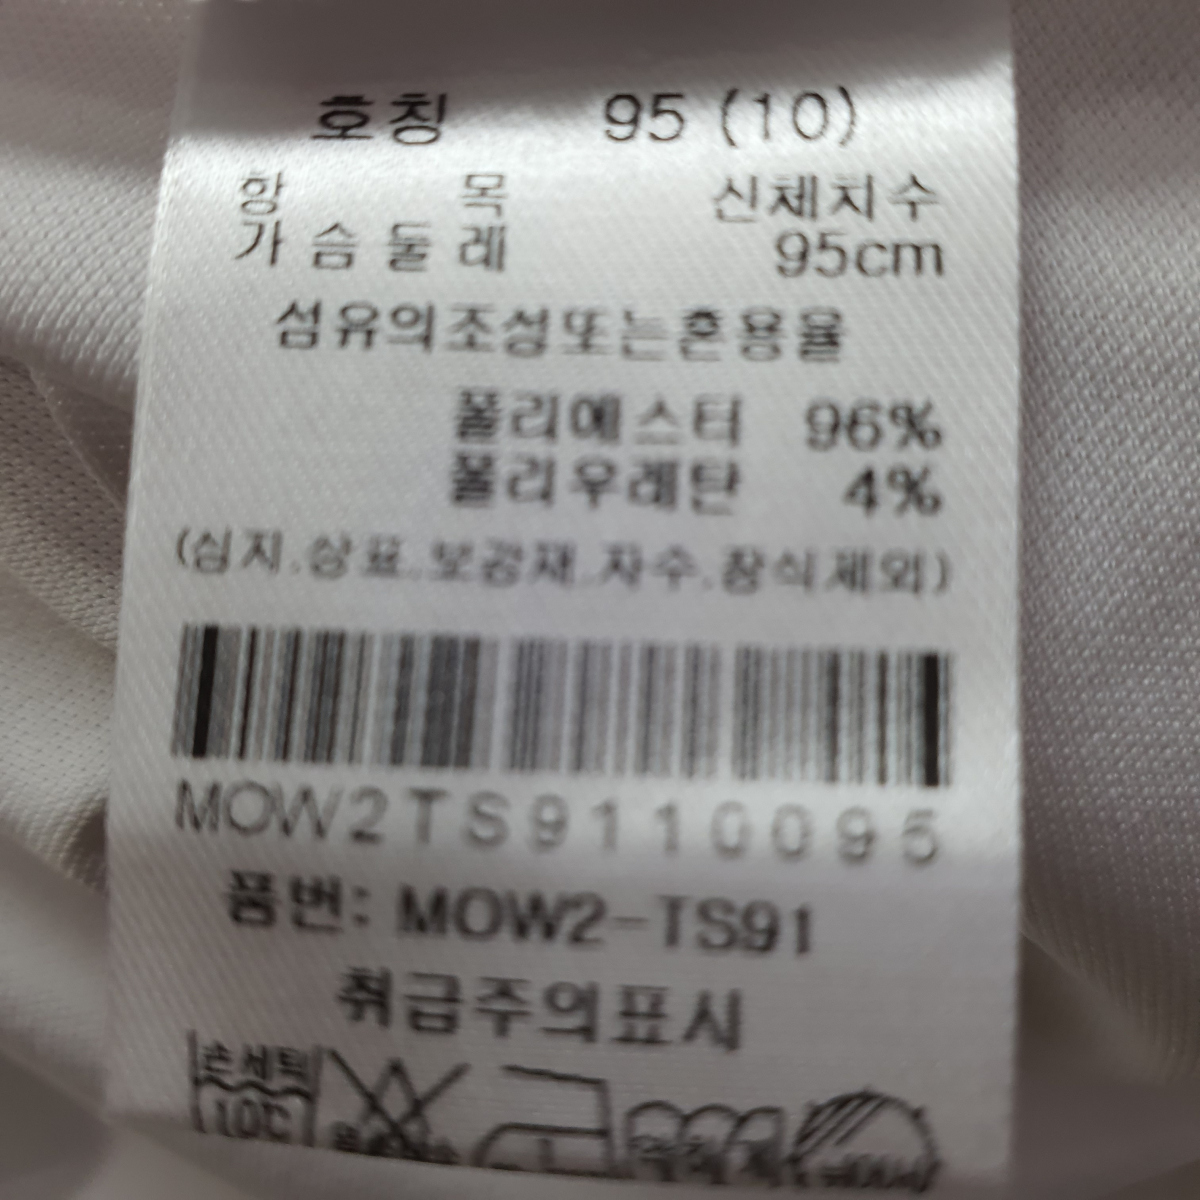 호칭 95 (10)
항 목 신체치수
가슴둘레 95cm
섬유의조성또는혼용율
폴리에스터 96%
폴리우레탄 4%
(심지.상표.보강재.자수.장식제외)
MOW2TS9110095
품번: MOW2-TS91
취급주의표시
손세탁